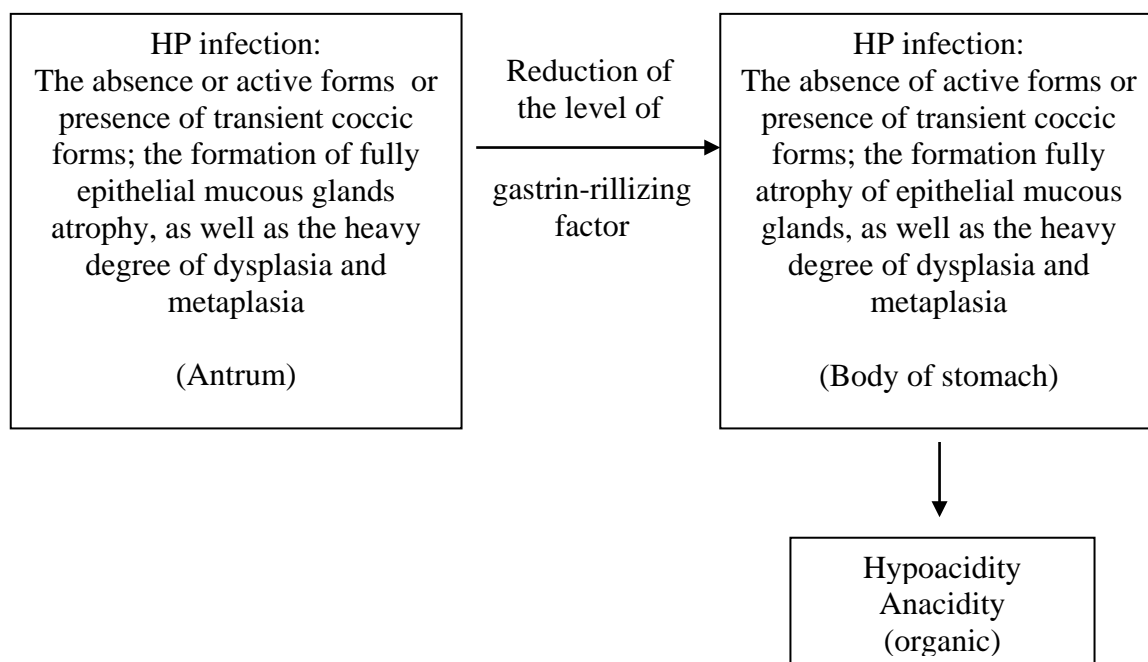 HP infection:
The absence or active forms or
presence of transient coccic
forms; the formation of fully
epithelial mucous glands
atrophy, as well as the heavy
degree of dysplasia and
metaplasia
(Antrum)
Reduction of
the level of
gastrin-rillizing
factor
HP infection:
The absence of active forms or
presence of transient coccic
forms; the formation fully
atrophy of epithelial mucous
glands, as well as the heavy
degree of dysplasia and
metaplasia
(Body of stomach)
Hypoacidity
Anacidity
(organic)